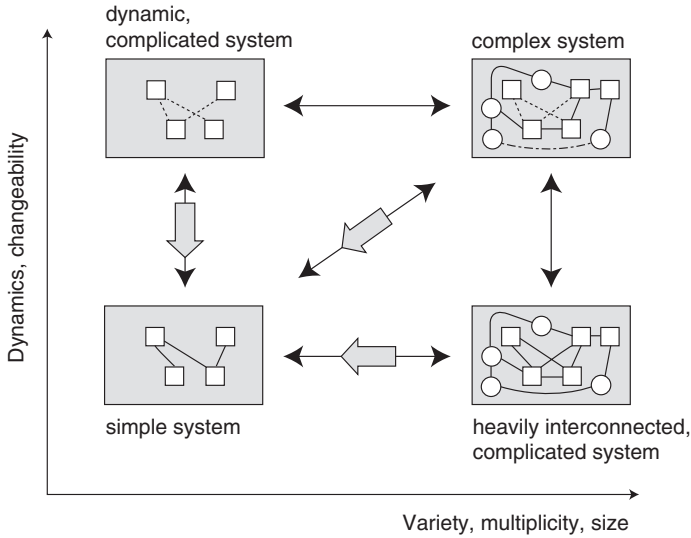 dynamic,
complicated system
complex system
Dynamics, changeability
simple system
heavily interconnected,
complicated system
Variety, multiplicity, size